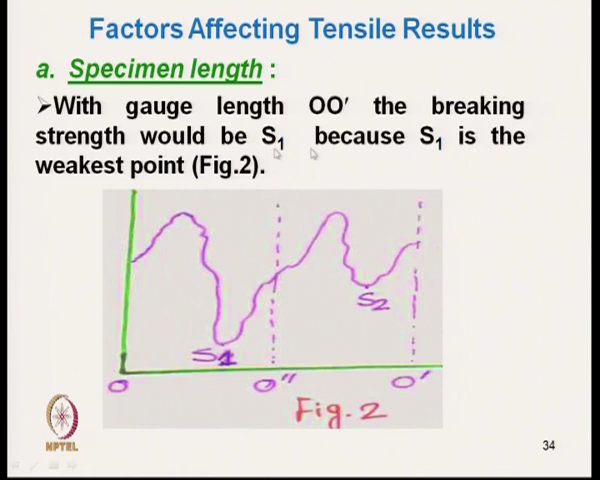 Factors Affecting Tensile Results
a. Specimen length :
➢With gauge length OO′ the breaking
strength would be S1 because S1 is the
weakest point (Fig.2).
S1
S2
O
O″
O′
Fig. 2
NPTEL
34